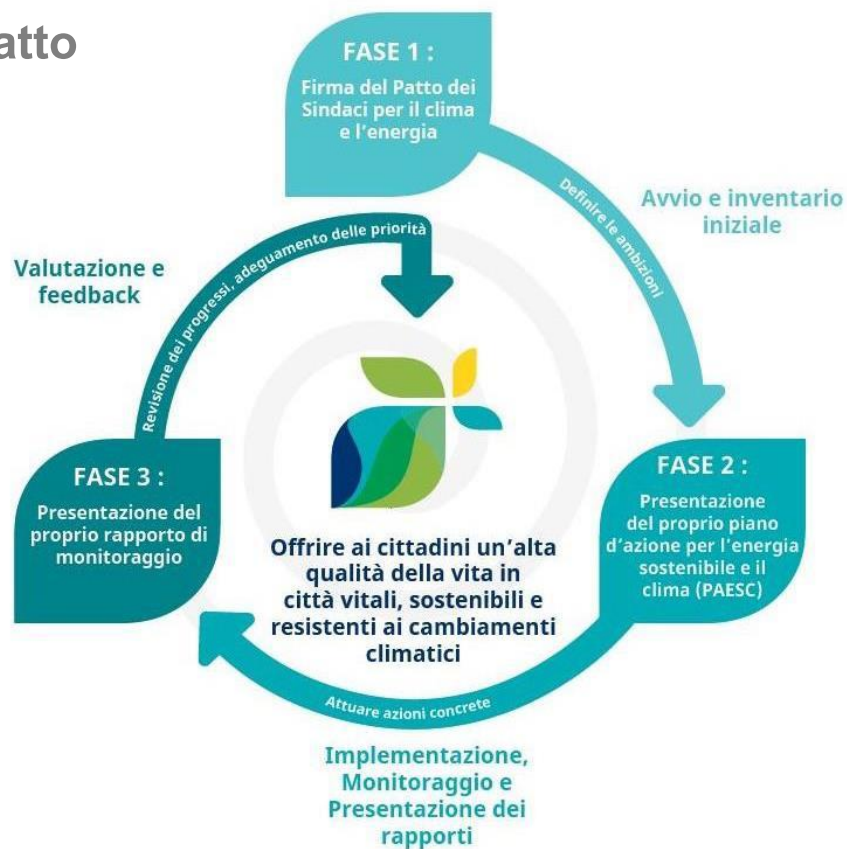 atto
FASE 1 :
Firma del Patto dei
Sindaci per il clima
e l'energia
Definire le ambizioni
Avvio e inventario
iniziale
FASE 2 :
Presentazione
del proprio piano
d'azione per l'energia
sostenibile e il
clima (PAESC)
Attuare azioni concrete
Implementazione,
Monitoraggio e
Presentazione dei
rapporti
FASE 3 :
Presentazione del
proprio rapporto di
monitoraggio
Revisione dei progressi, adeguamento delle priorità
Valutazione e
feedback
Offrire ai cittadini un'alta
qualità della vita in
città vitali, sostenibili e
resistenti ai cambiamenti
climatici